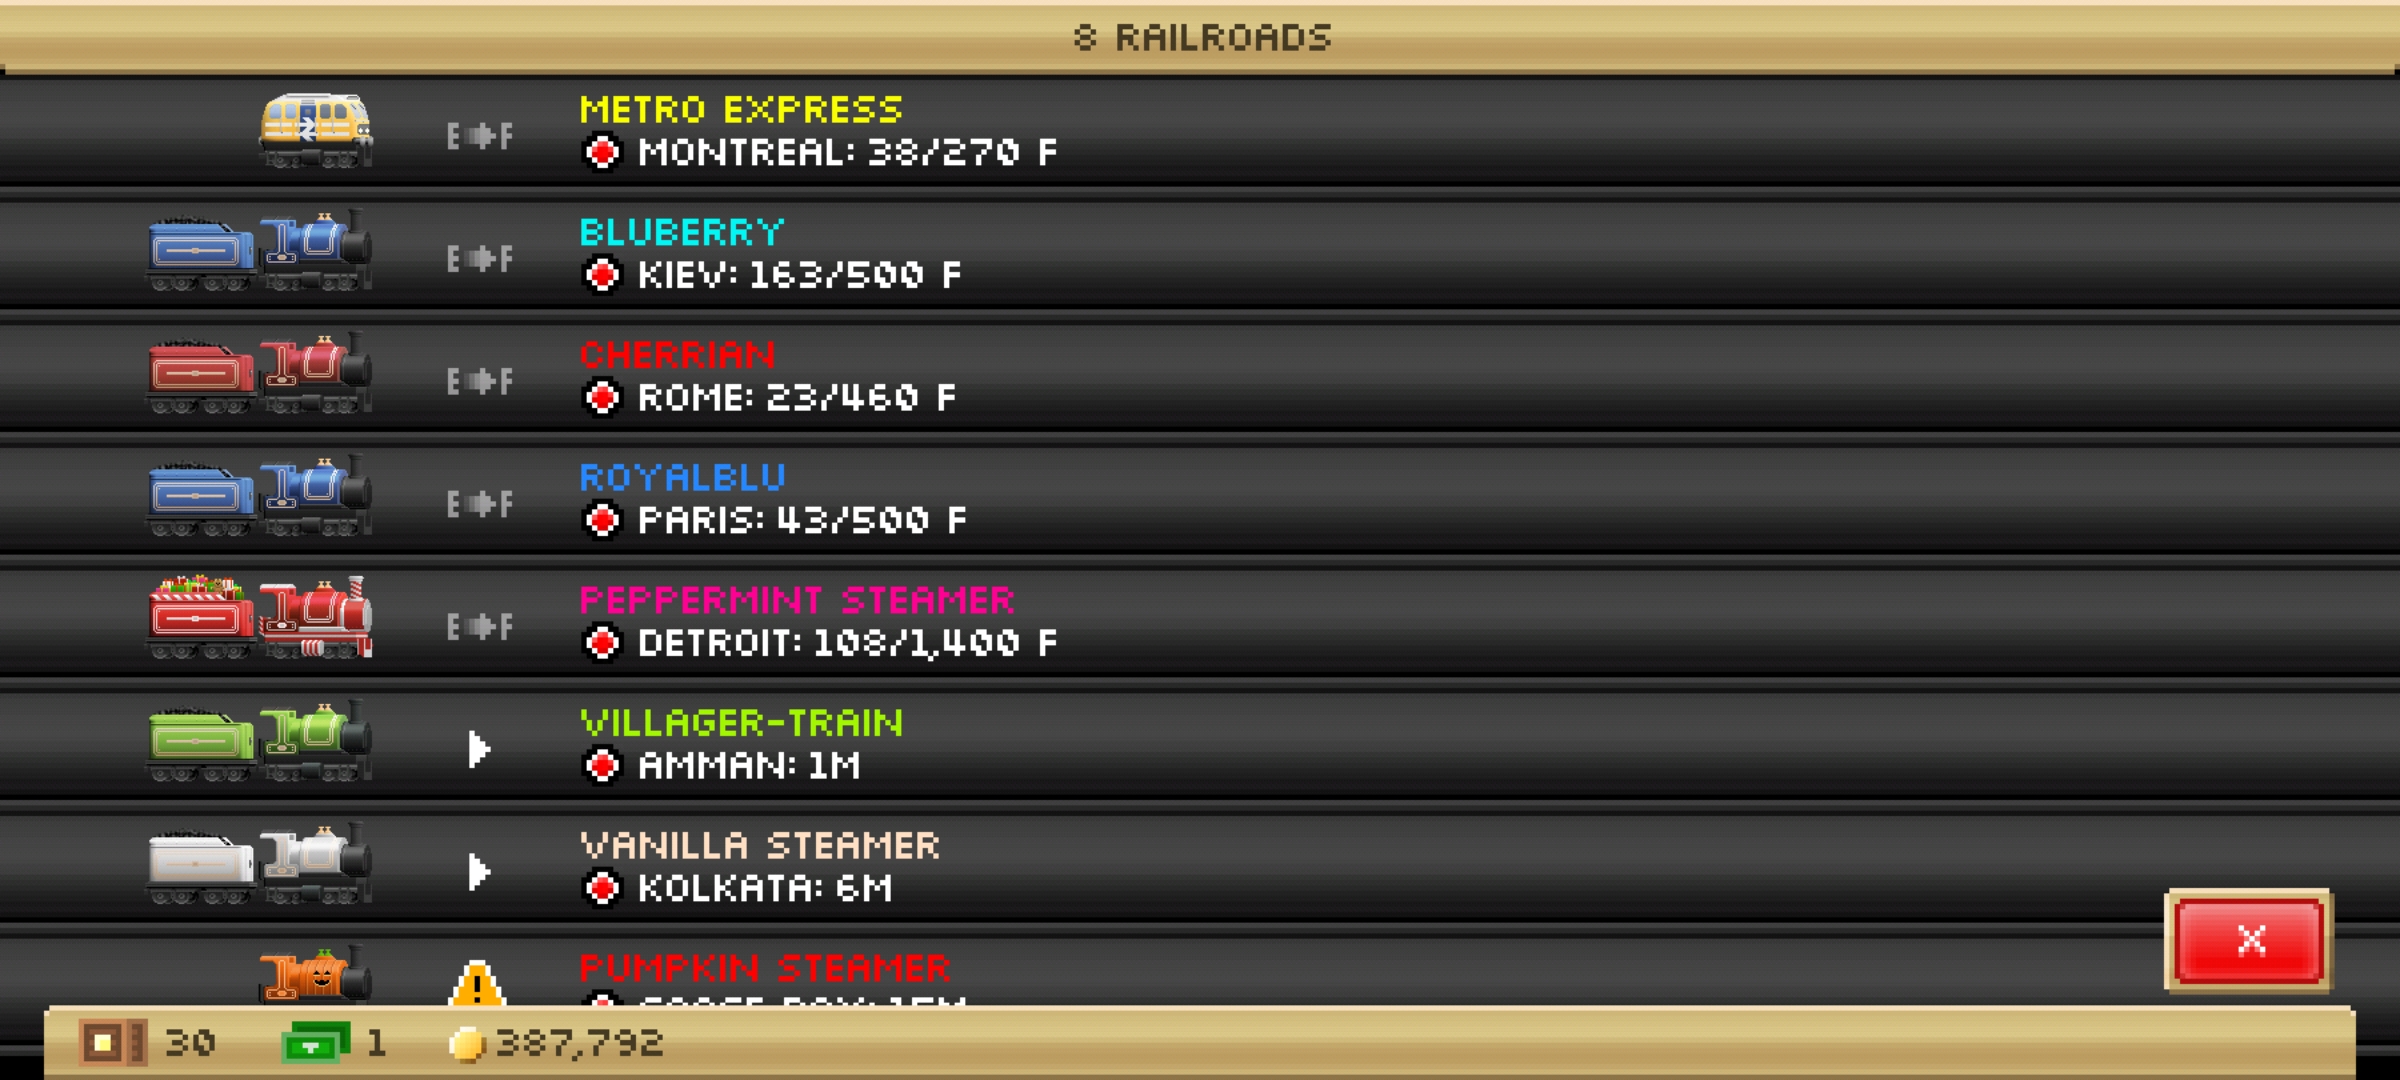 8 RAILROADS
E F
METRO EXPRESS
MONTREAL: 38/270 F
E F
BLUBERRY
KIEV: 163/500 F
E F
CHERRIAN
ROME: 23/460 F
E F
ROYALBLU
PARIS: 43/500 F
E F
PEPPERMINT STEAMER
DETROIT: 108/1,400 F
VILLAGER-TRAIN
AMMAN: 1M
VANILLA STEAMER
KOLKATA: 6M
PUMPKIN STEAMER
X
30 1 387,792